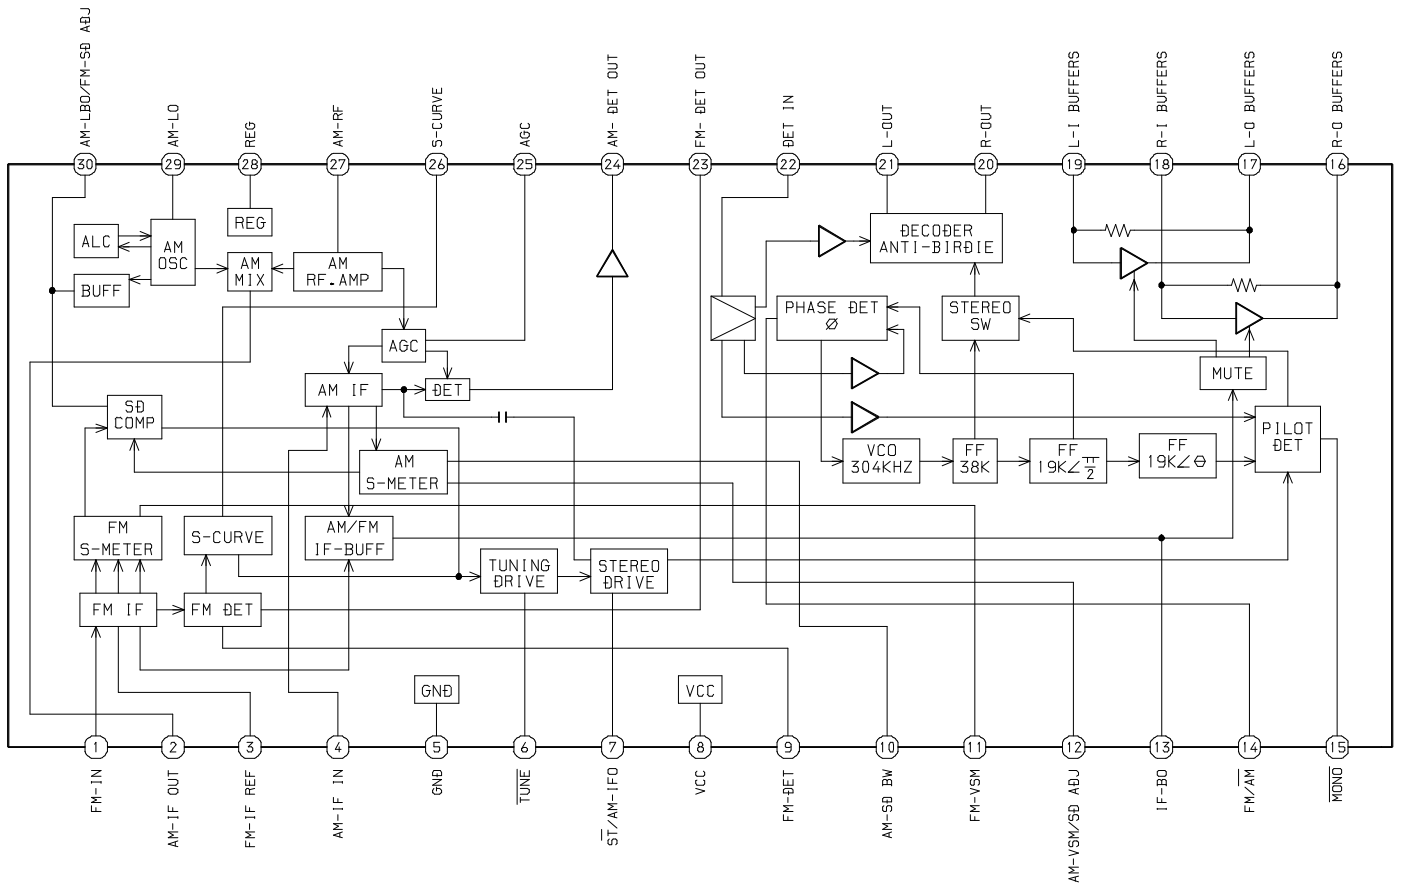 AM-LBO/FM-SD ADJ
AM-LO
REG
AM-RF
S-CURVE
AGC
AM- DET OUT
FM- DET OUT
DET IN
L-OUT
R-OUT
L-I BUFFERS
R-I BUFFERS
L-O BUFFERS
R-O BUFFERS
30
29
28
27
26
25
24
23
22
21
20
19
18
17
16
REG
ALC
AM
OSC
BUFF
AM
MIX
AM
RF-AMP
DECODER
ANTI-BIRDIE
PHASE DET
Ø
STEREO
SW
AGC
AM IF
DET
MUTE
SD
COMP
PILOT
DET
AM
S-METER
VCO
304KHZ
FF
38K
FF
19K∠π/2
FF
19K∠Θ
FM
S-METER
S-CURVE
AM/FM
IF-BUFF
TUNING
DRIVE
STEREO
DRIVE
FM IF
FM DET
GND
VCC
1
2
3
4
5
6
7
8
9
10
11
12
13
14
15
FM-IN
AM-IF OUT
FM-IF REF
AM-IF IN
GND
TUNE
ST/AM-IFO
VCC
FM-DET
AM-SD BW
FM-VSM
AM-VSM/SD ADJ
IF-BO
FM/AM
MONO